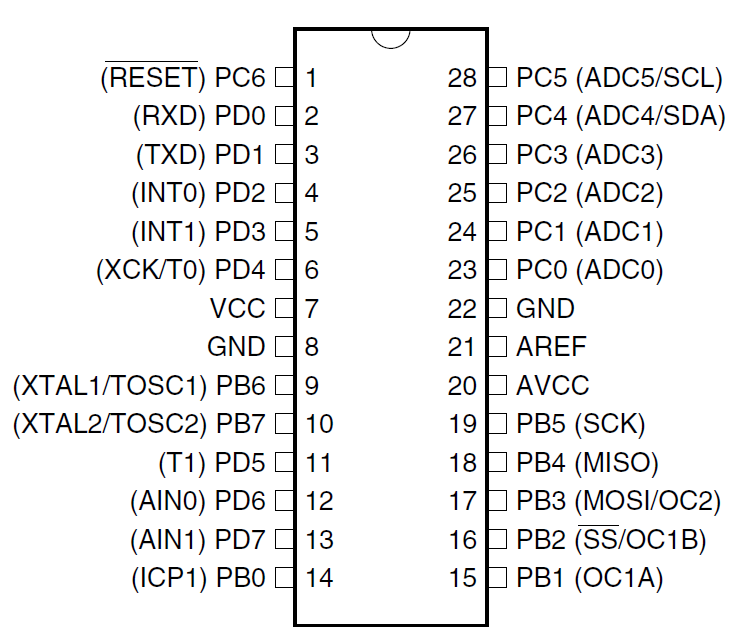 (RESET) PC6 1 28 PC5 (ADC5/SCL)
(RXD) PD0 2 27 PC4 (ADC4/SDA)
(TXD) PD1 3 26 PC3 (ADC3)
(INT0) PD2 4 25 PC2 (ADC2)
(INT1) PD3 5 24 PC1 (ADC1)
(XCK/T0) PD4 6 23 PC0 (ADC0)
VCC 7 22 GND
GND 8 21 AREF
(XTAL1/TOSC1) PB6 9 20 AVCC
(XTAL2/TOSC2) PB7 10 19 PB5 (SCK)
(T1) PD5 11 18 PB4 (MISO)
(AIN0) PD6 12 17 PB3 (MOSI/OC2)
(AIN1) PD7 13 16 PB2 (SS/OC1B)
(ICP1) PB0 14 15 PB1 (OC1A)